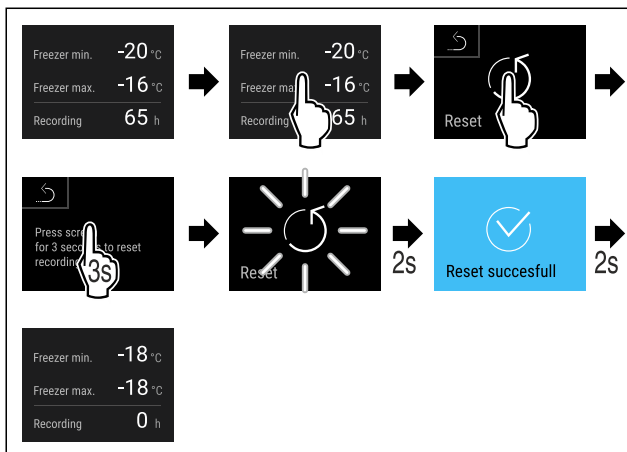 Freezer min. -20 °C
Freezer max. -16 °C
Recording 65 h
Freezer min. -20 °C
Freezer ma -16 °C
Recording 65 h
Reset
Press scre
for 3 seco s to reset
recordin
3s
Reset
2s
Reset succesfull
2s
Freezer min. -18 °C
Freezer max. -18 °C
Recording 0 h